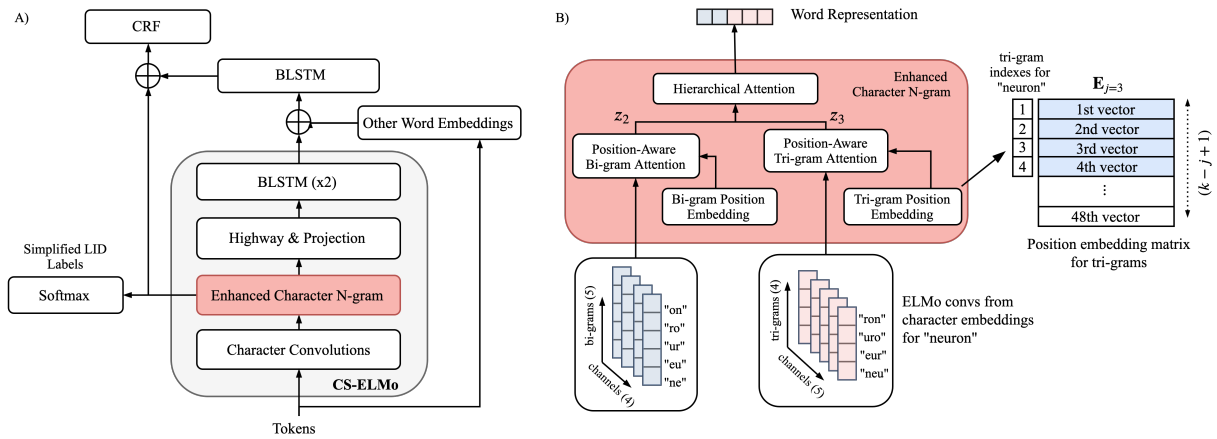 A)
CRF
BLSTM
Other Word Embeddings
BLSTM (x2)
Highway & Projection
Simplified LID
Labels
Softmax
Enhanced Character N-gram
Character Convolutions
CS-ELMo
Tokens
B)
Word Representation
Enhanced
Character N-gram
Hierarchical Attention
z2
z3
Position-Aware
Bi-gram Attention
Position-Aware
Tri-gram Attention
Bi-gram Position
Embedding
Tri-gram Position
Embedding
bi-grams (5)
channels (4)
"on"
"ro"
"ur"
"eu"
"ne"
tri-grams (4)
channels (5)
"ron"
"uro"
"eur"
"neu"
ELMo convs from
character embeddings
for "neuron"
tri-gram
indexes for
"neuron"
1
2
3
4
E j=3
1st vector
2nd vector
3rd vector
4th vector
⋮
48th vector
(k − j + 1)
Position embedding matrix
for tri-grams